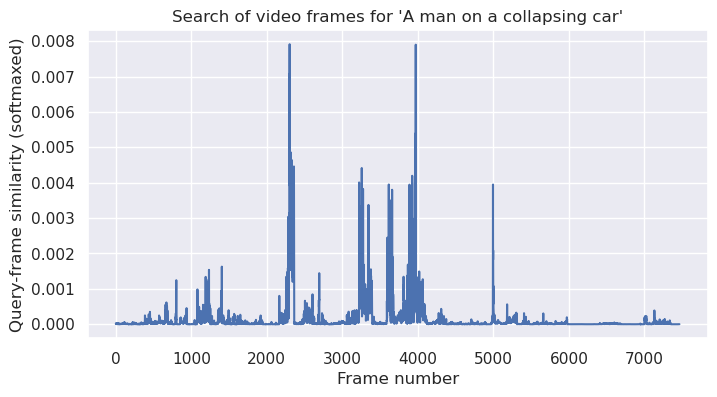 Search of video frames for 'A man on a collapsing car'
Query-frame similarity (softmaxed)
0.008
0.007
0.006
0.005
0.004
0.003
0.002
0.001
0.000
0 1000 2000 3000 4000 5000 6000 7000
Frame number